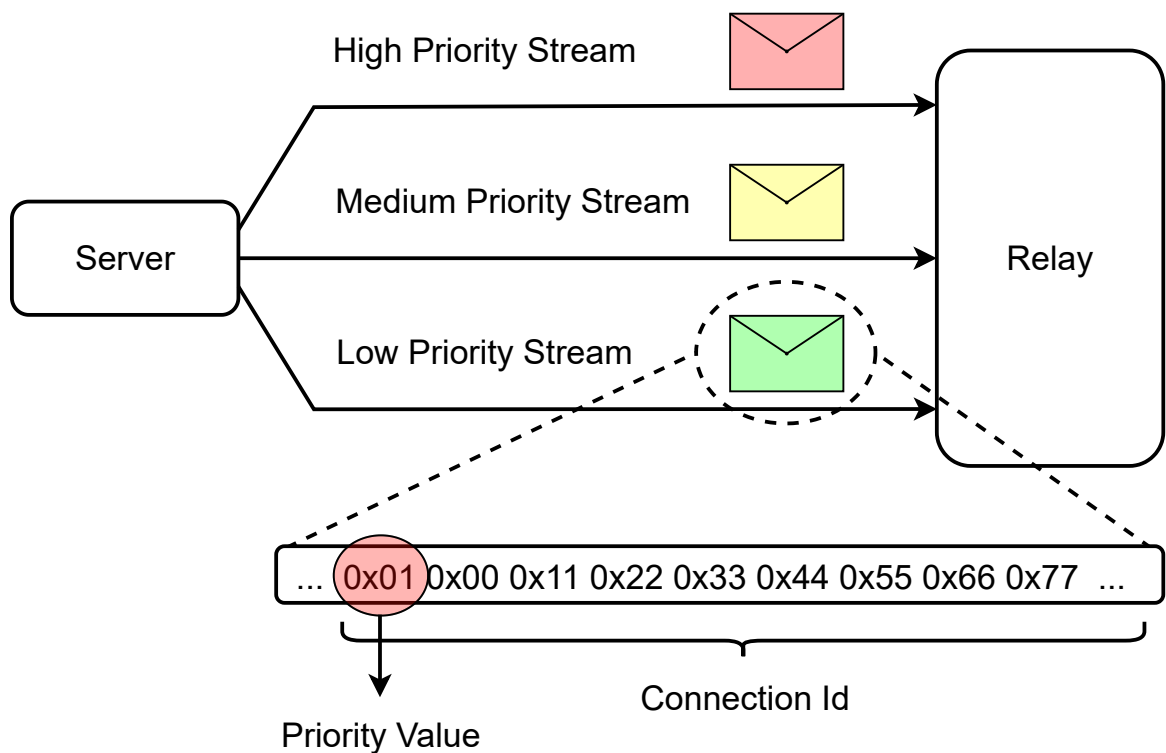 High Priority Stream
Medium Priority Stream
Server
Relay
Low Priority Stream
... 0x01 0x00 0x11 0x22 0x33 0x44 0x55 0x66 0x77 ...
Connection Id
Priority Value